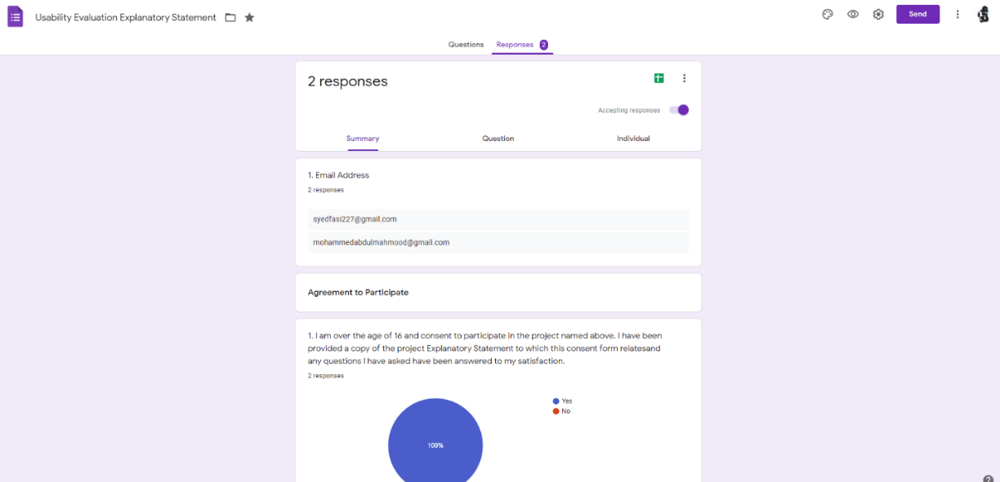 Usability Evaluation Explanatory Statement
Send
Questions
Responses 2
2 responses
Accepting responses
Summary
Question
Individual
1. Email Address
2 responses
syedfasi227@gmail.com
mohammedabdulmahmood@gmail.com
Agreement to Participate
1. I am over the age of 16 and consent to participate in the project named above. I have been
provided a copy of the project Explanatory Statement to which this consent form relatesand
any questions I have asked have been answered to my satisfaction.
2 responses
Yes
No
100%
?